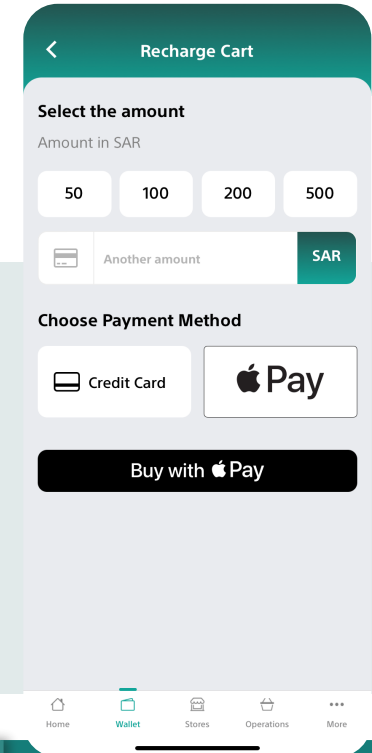 Recharge Cart
Select the amount
Amount in SAR
50 100 200 500
Another amount SAR
Choose Payment Method
Credit Card Pay
Buy with Pay
Home Wallet Stores Operations More